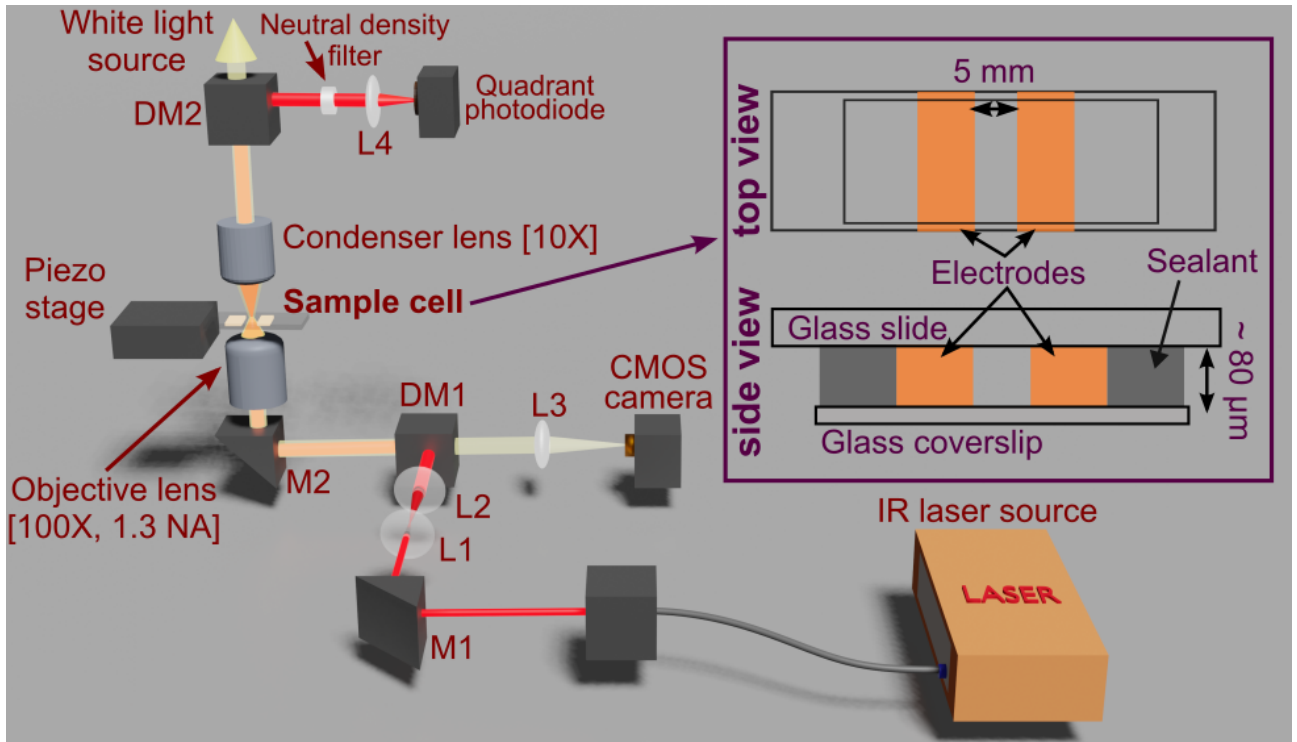 White light
source
Neutral density
filter
DM2
L4
Quadrant
photodiode
Condenser lens [10X]
Piezo
stage
Sample cell
DM1
L3
CMOS
camera
M2
Objective lens
[100X, 1.3 NA]
L2
L1
M1
IR laser source
LASER
top view
5 mm
Electrodes
Sealant
side view
Glass slide
~ 80 µm
Glass coverslip